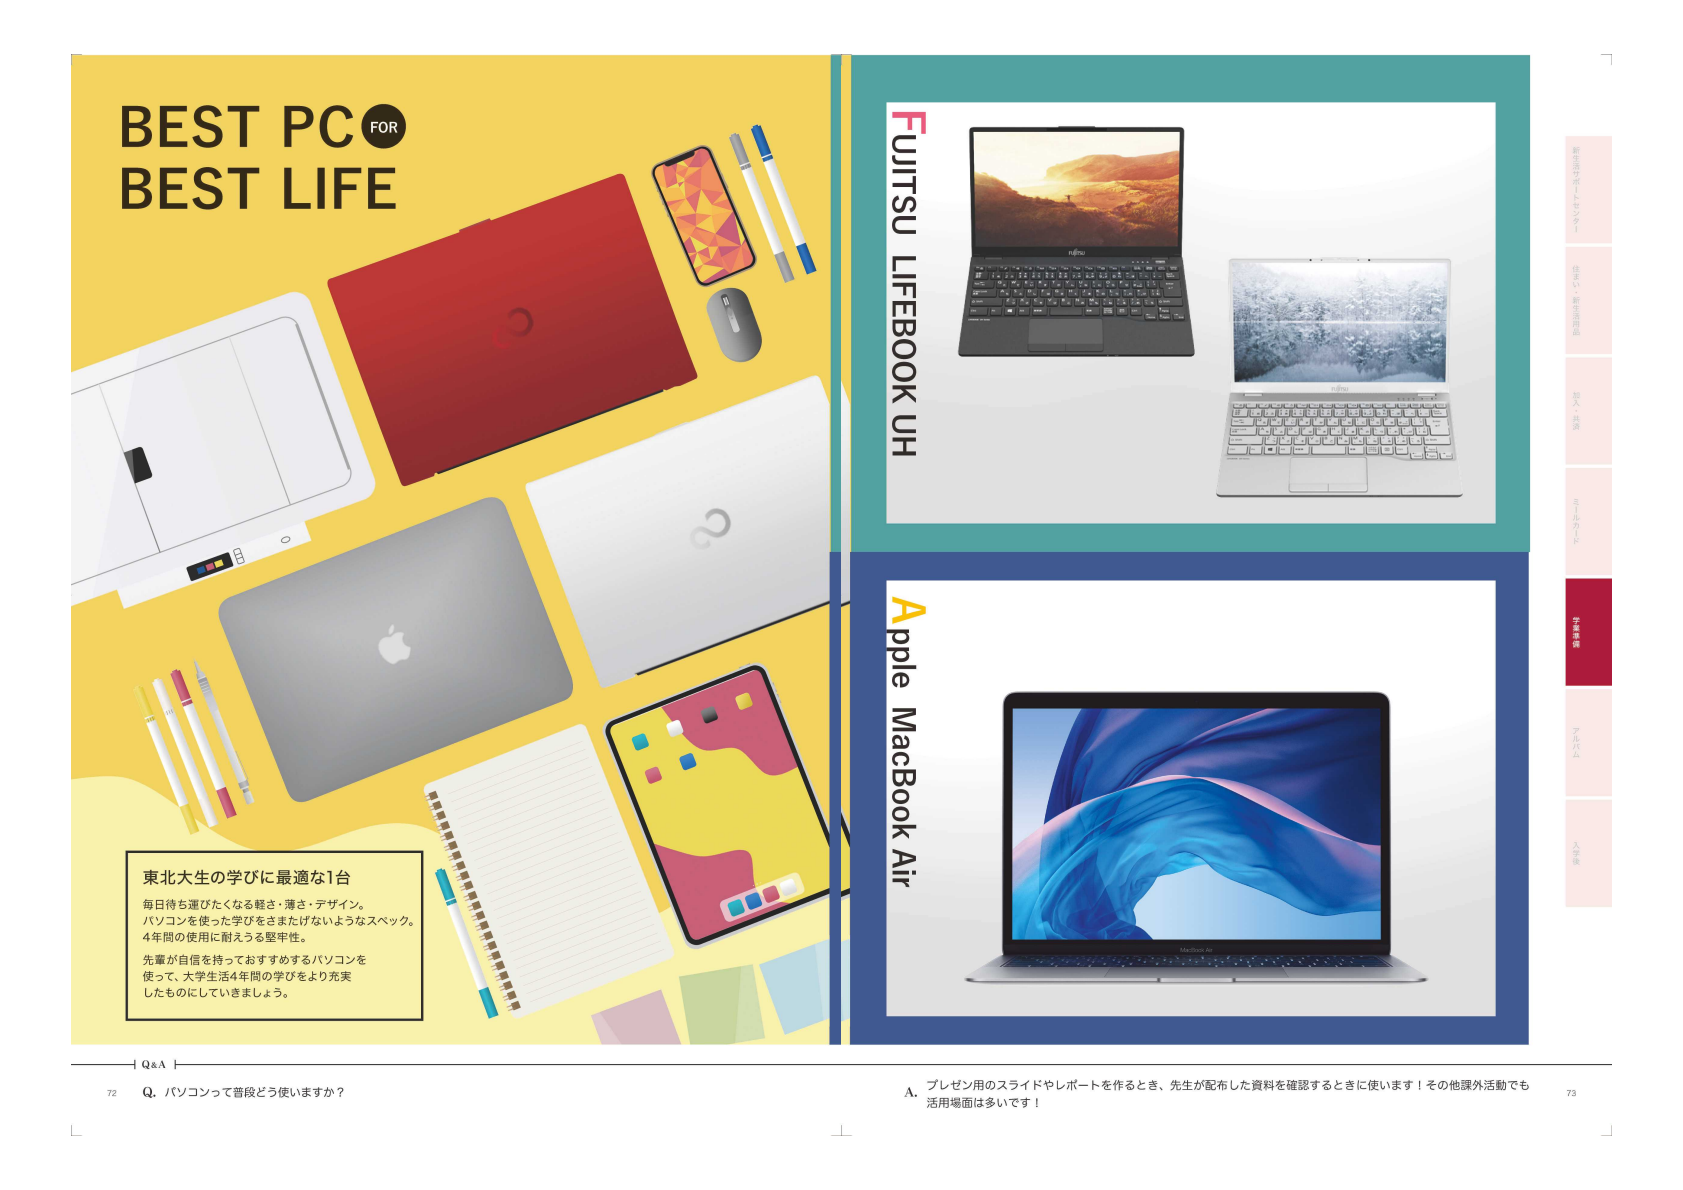 BEST PC FOR
BEST LIFE
東北大生の学びに最適な1台
毎日待ち運びたくなる軽さ・薄さ・デザイン。
パソコンを使った学びをさまたげないようなスペック。
4年間の使用に耐えうる堅牢性。
先輩が自信を持っておすすめするパソコンを
使って、大学生活4年間の学びをより充実
したものにしていきましょう。
FUJITSU LIFEBOOK UH
FUJITSU
FUJITSU
Apple MacBook Air
MacBook Air
新生活サポートセンター
住まい・新生活用品
加入・共済
ミールカード
学業準備
アルバム
入学後
Q&A
72
Q. パソコンって普段どう使いますか？
A. プレゼン用のスライドやレポートを作るとき、先生が配布した資料を確認するときに使います！その他課外活動でも
活用場面は多いです！
73